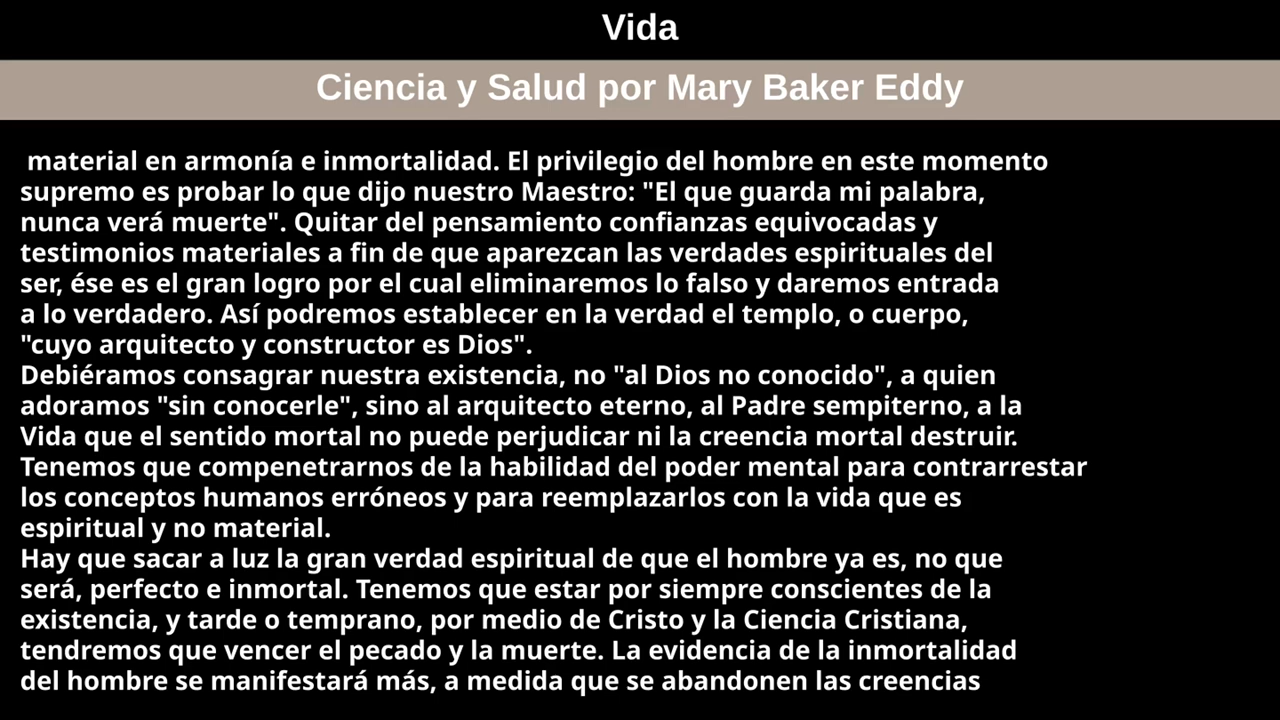 Vida
Ciencia y Salud por Mary Baker Eddy
material en armonía e inmortalidad. El privilegio del hombre en este momento
supremo es probar lo que dijo nuestro Maestro: "El que guarda mi palabra,
nunca verá muerte". Quitar del pensamiento confianzas equivocadas y
testimonios materiales a fin de que aparezcan las verdades espirituales del
ser, ése es el gran logro por el cual eliminaremos lo falso y daremos entrada
a lo verdadero. Así podremos establecer en la verdad el templo, o cuerpo,
"cuyo arquitecto y constructor es Dios".
Debiéramos consagrar nuestra existencia, no "al Dios no conocido", a quien
adoramos "sin conocerle", sino al arquitecto eterno, al Padre sempiterno, a la
Vida que el sentido mortal no puede perjudicar ni la creencia mortal destruir.
Tenemos que compenetrarnos de la habilidad del poder mental para contrarrestar
los conceptos humanos erróneos y para reemplazarlos con la vida que es
espiritual y no material.
Hay que sacar a luz la gran verdad espiritual de que el hombre ya es, no que
será, perfecto e inmortal. Tenemos que estar por siempre conscientes de la
existencia, y tarde o temprano, por medio de Cristo y la Ciencia Cristiana,
tendremos que vencer el pecado y la muerte. La evidencia de la inmortalidad
del hombre se manifestará más, a medida que se abandonen las creencias